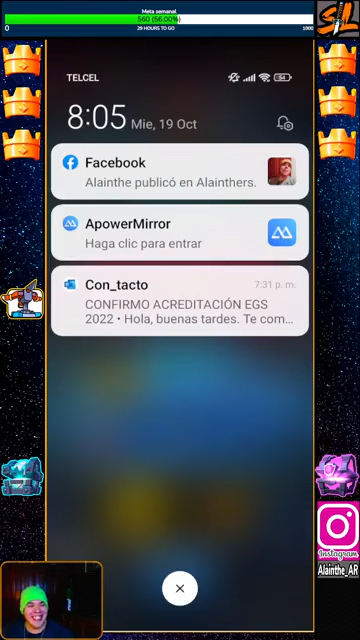 Meta semanal
560 (56.00%)
0
29 HOURS TO GO
1000
TELCEL
54
8:05 Mie, 19 Oct
Facebook
Alainthe publicó en Alainthers.
ApowerMirror
Haga clic para entrar
Con_tacto
7:31 p. m.
CONFIRMO ACREDITACIÓN EGS
2022 • Hola, buenas tardes. Te com…
Instagram
Alainthe_AR